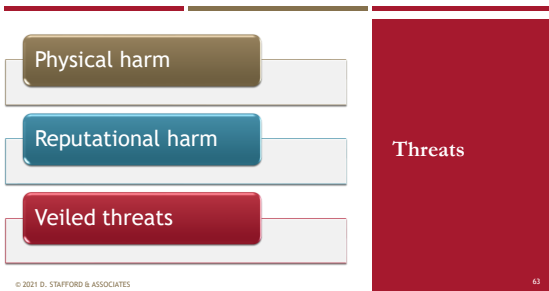 Physical harm
Reputational harm
Veiled threats
Threats
© 2021 D. STAFFORD & ASSOCIATES
63